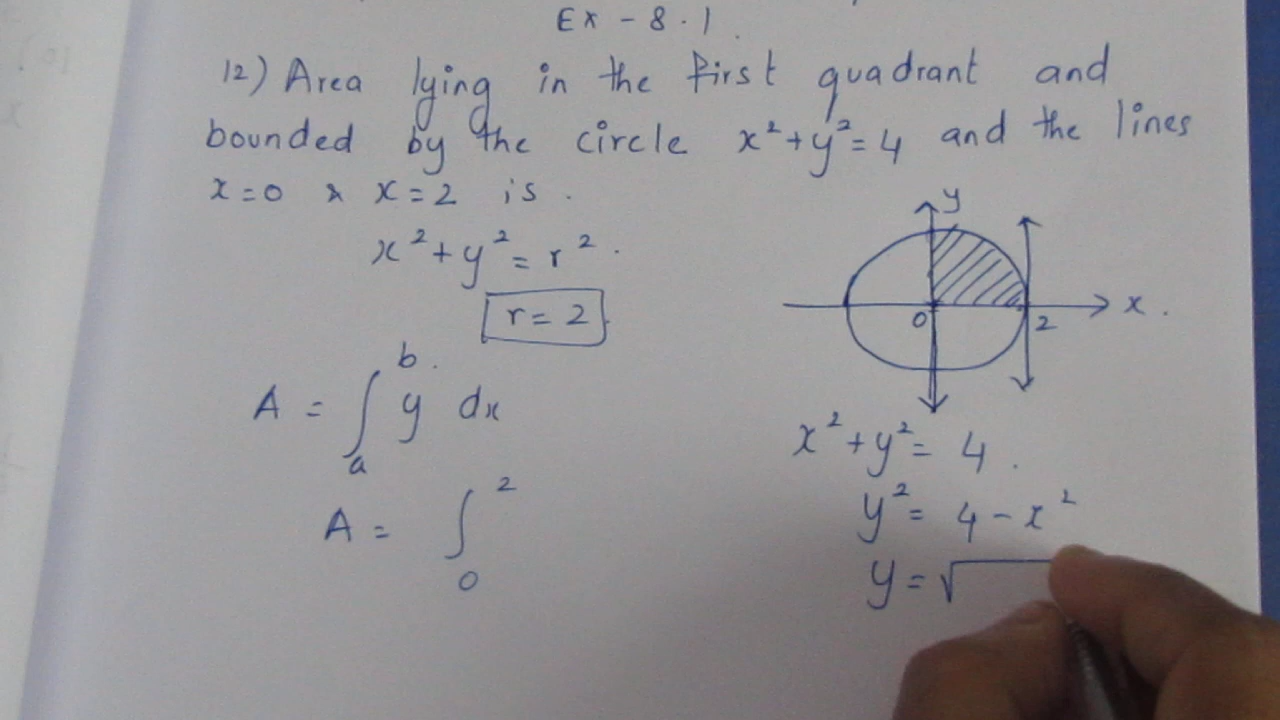 Ex - 8.1
12) Area lying in the first quadrant and
bounded by the circle x²+y²=4 and the lines
x=0 & x=2 is.
x²+y²=r².
r=2
A = ∫ₐᵇ y dx
A = ∫₀²
y
x.
0
2
x²+y²=4.
y²=4-x²
y=√